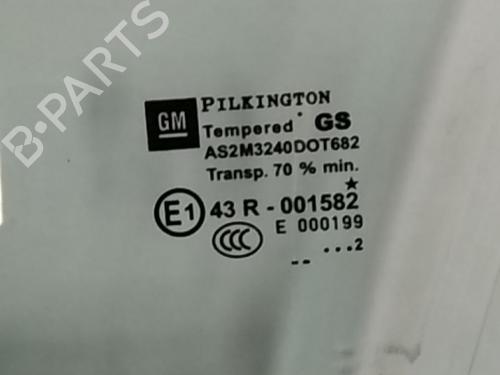 B-PARTS
GM
PILKINGTON
Tempered GS
AS2M3240DOT682
Transp. 70 % min.
E1 43 R - 001582
CCC E 000199
-- ...2